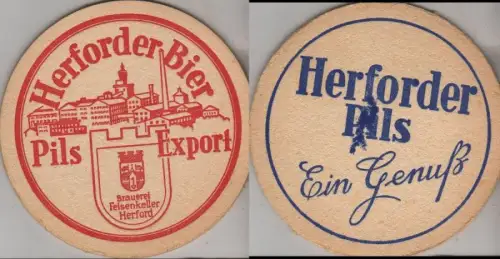 Herforder Bier
Pils Export
Brauerei
Felsenkeller
Herford
Herforder
Pils
Ein Genuß